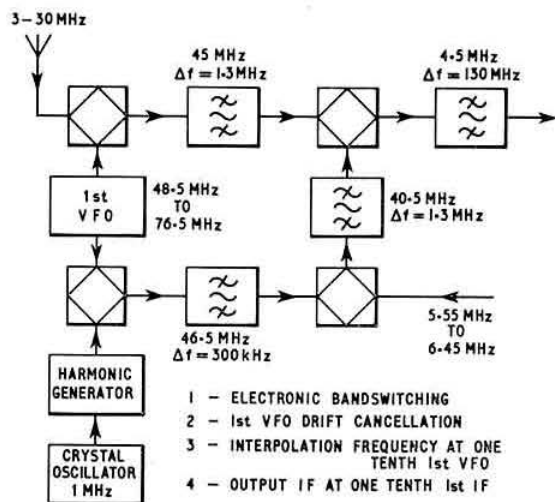 3-30 MHz
45 MHz
Δf = 1·3 MHz
4·5 MHz
Δf = 130 MHz
1st
VFO
48·5 MHz
TO
76·5 MHz
40·5 MHz
Δf = 1·3 MHz
46·5 MHz
Δf = 300 kHz
5·55 MHz
TO
6·45 MHz
HARMONIC
GENERATOR
CRYSTAL
OSCILLATOR
1 MHz
1 – ELECTRONIC BANDSWITCHING
2 – 1st VFO DRIFT CANCELLATION
3 – INTERPOLATION FREQUENCY AT ONE
TENTH 1st VFO
4 – OUTPUT IF AT ONE TENTH 1st IF